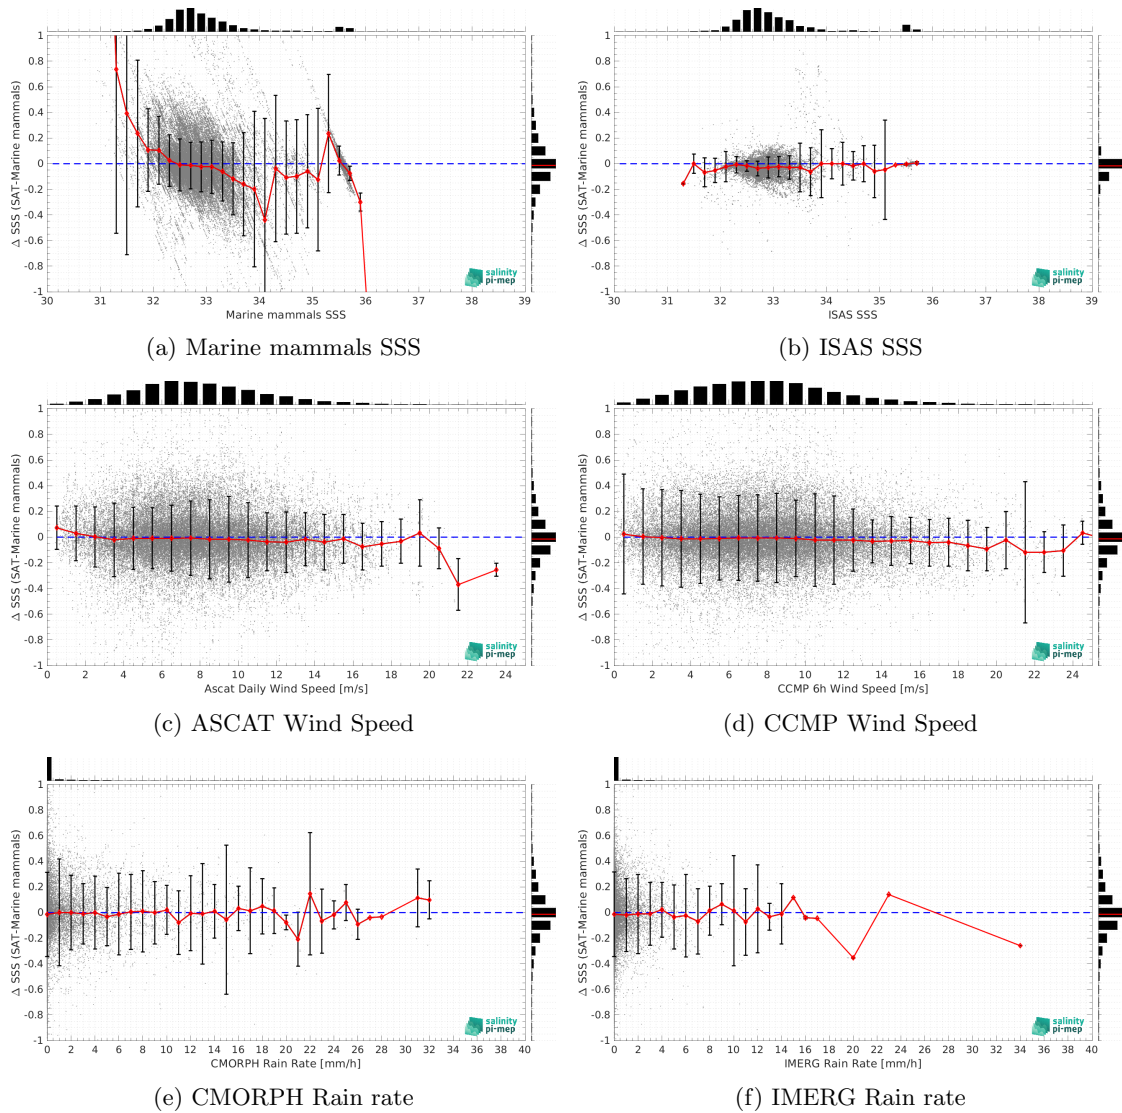 1
0.8
0.6
0.4
0.2
0
-0.2
-0.4
-0.6
-0.8
-1
Δ SSS (SAT-Marine mammals)
30 31 32 33 34 35 36 37 38 39
Marine mammals SSS
salinity
pi-mep
(a) Marine mammals SSS
1
0.8
0.6
0.4
0.2
0
-0.2
-0.4
-0.6
-0.8
-1
Δ SSS (SAT-Marine mammals)
30 31 32 33 34 35 36 37 38 39
ISAS SSS
salinity
pi-mep
(b) ISAS SSS
1
0.8
0.6
0.4
0.2
0
-0.2
-0.4
-0.6
-0.8
-1
Δ SSS (SAT-Marine mammals)
0 2 4 6 8 10 12 14 16 18 20 22 24
Ascat Daily Wind Speed [m/s]
salinity
pi-mep
(c) ASCAT Wind Speed
1
0.8
0.6
0.4
0.2
0
-0.2
-0.4
-0.6
-0.8
-1
Δ SSS (SAT-Marine mammals)
0 2 4 6 8 10 12 14 16 18 20 22 24
CCMP 6h Wind Speed [m/s]
salinity
pi-mep
(d) CCMP Wind Speed
1
0.8
0.6
0.4
0.2
0
-0.2
-0.4
-0.6
-0.8
-1
Δ SSS (SAT-Marine mammals)
0 2 4 6 8 10 12 14 16 18 20 22 24 26 28 30 32 34 36 38 40
CMORPH Rain Rate [mm/h]
salinity
pi-mep
(e) CMORPH Rain rate
1
0.8
0.6
0.4
0.2
0
-0.2
-0.4
-0.6
-0.8
-1
Δ SSS (SAT-Marine mammals)
0 2 4 6 8 10 12 14 16 18 20 22 24 26 28 30 32 34 36 38 40
IMERG Rain Rate [mm/h]
salinity
pi-mep
(f) IMERG Rain rate